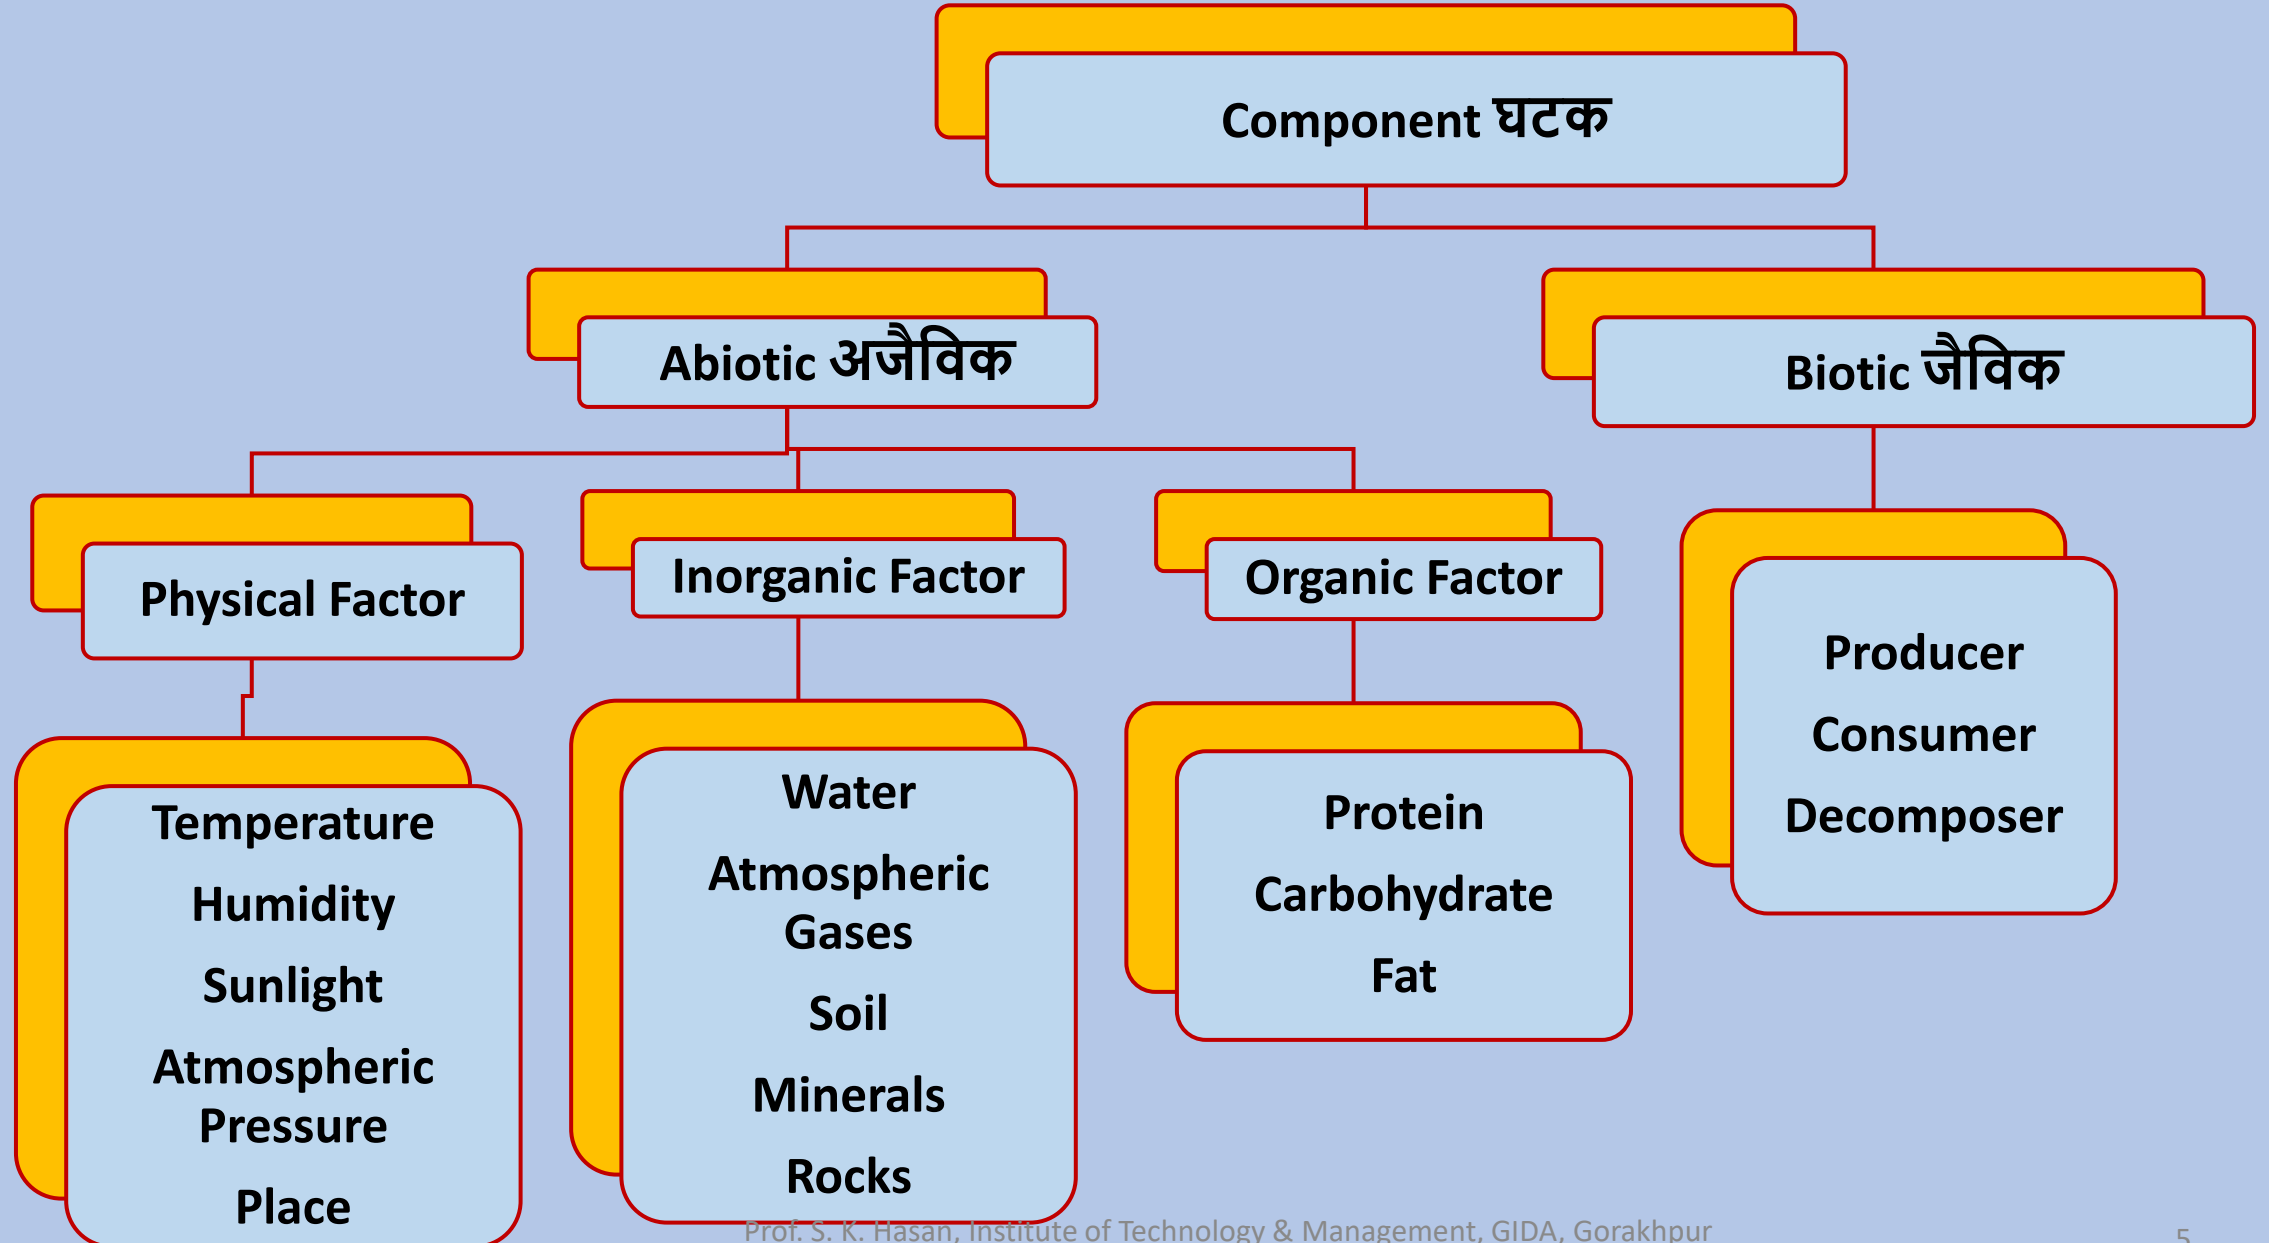 Component घटक
Abiotic अजैविक
Biotic जैविक
Physical Factor
Inorganic Factor
Organic Factor
Temperature
Humidity
Sunlight
Atmospheric
Pressure
Place
Water
Atmospheric
Gases
Soil
Minerals
Rocks
Protein
Carbohydrate
Fat
Producer
Consumer
Decomposer
Prof. S. K. Hasan, Institute of Technology & Management, GIDA, Gorakhpur
5